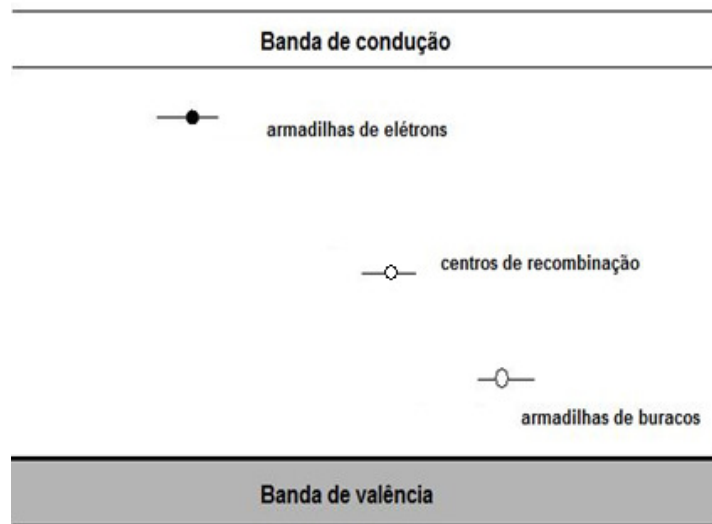 Banda de condução
armadilhas de elétrons
centros de recombinação
armadilhas de buracos
Banda de valência